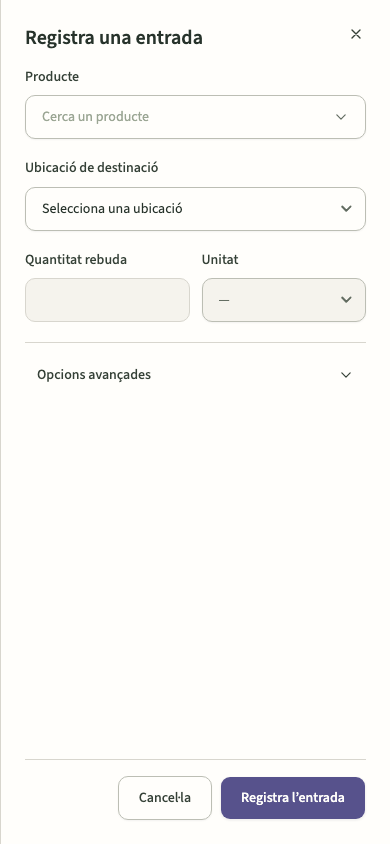 Registra una entrada
Producte
Cerca un producte
Ubicació de destinació
Selecciona una ubicació
Quantitat rebuda
Unitat
—
Opcions avançades
Cancel·la
Registra l’entrada